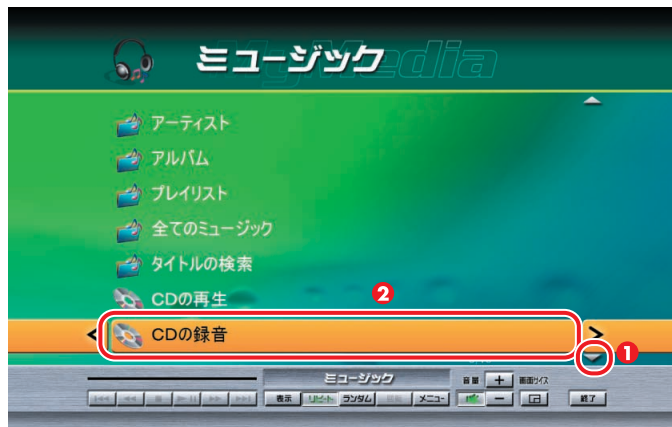 ミュージック
MyMedia
アーティスト
アルバム
プレイリスト
全てのミュージック
タイトルの検索
CDの再生
2
CDの録音
1
ミュージック
音量 + 画面サイズ
表示 リピート ランダム メニュー − 終了